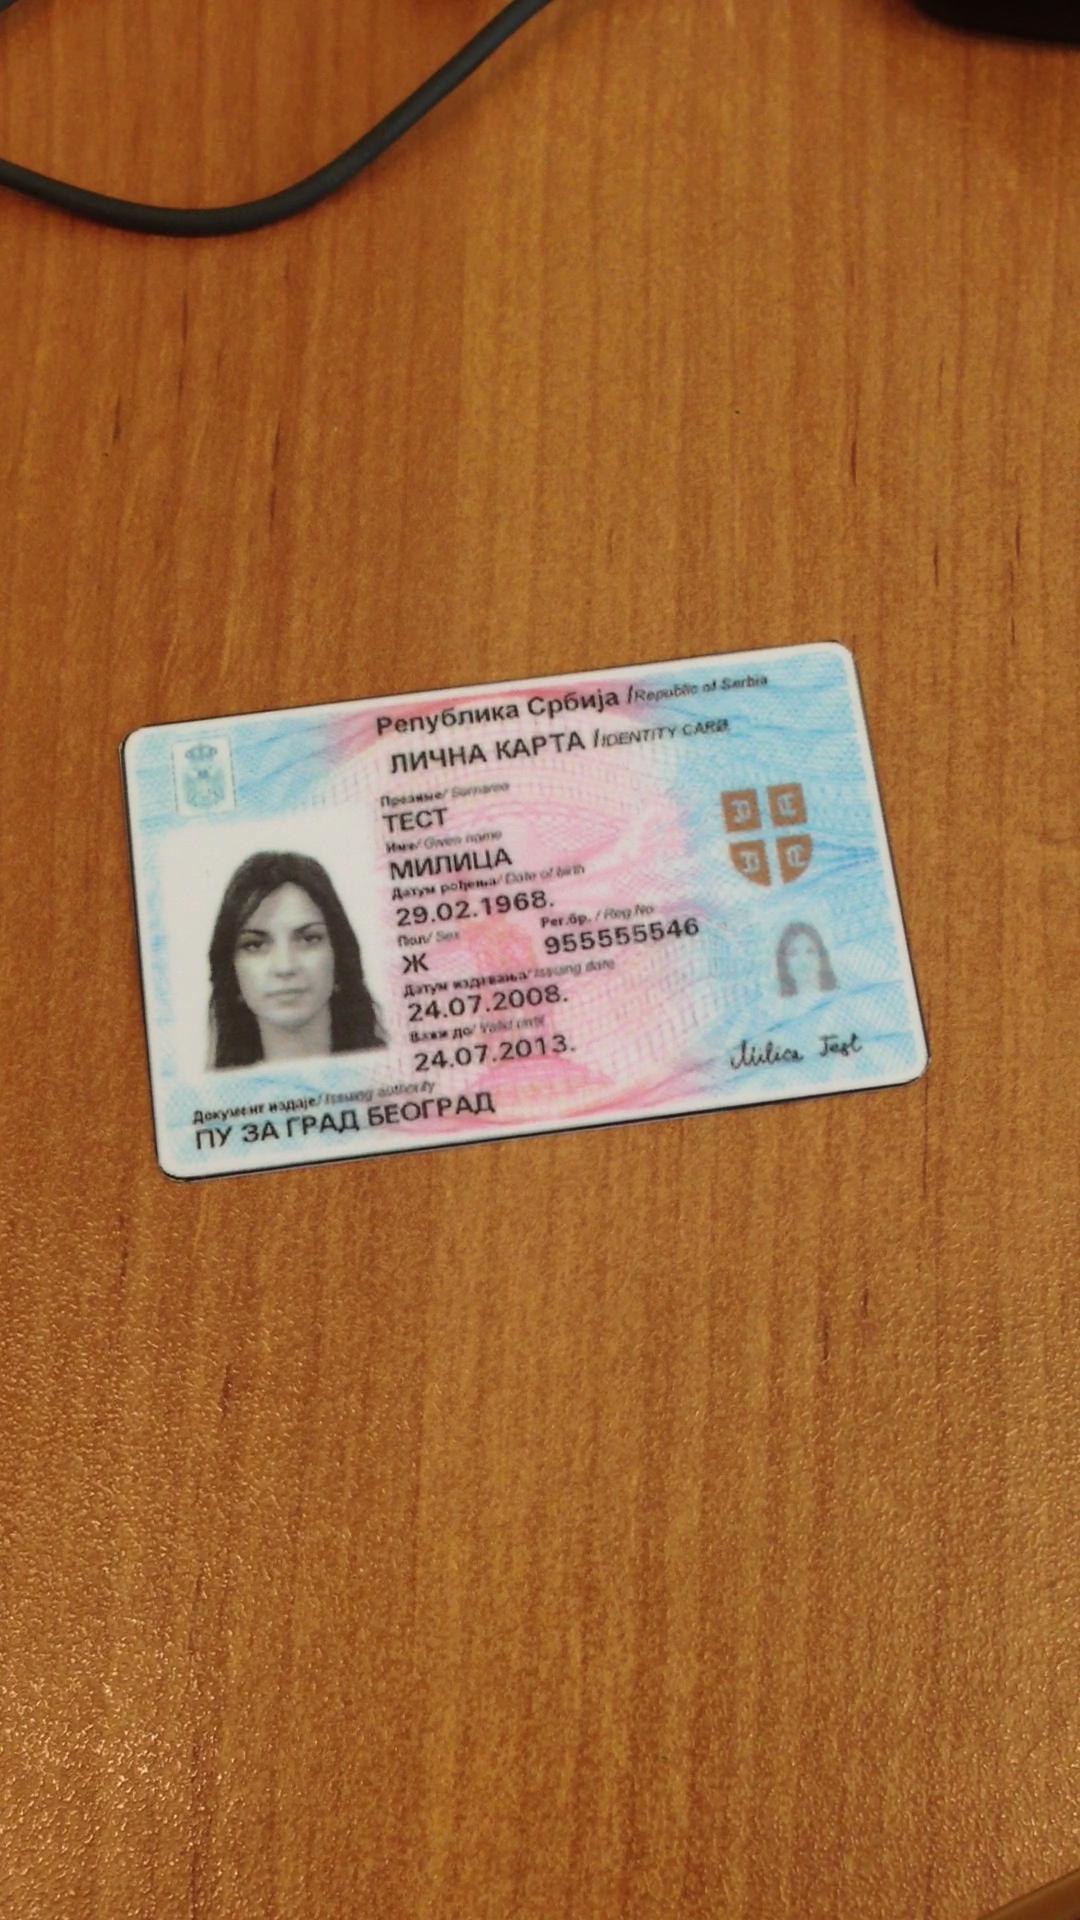 Република Србија /Republic of Serbia
ЛИЧНА КАРТА /IDENTITY CARD
Презиме/ Surname
ТЕСТ
Име/ Given name
МИЛИЦА
Датум рођења/ Date of birth
29.02.1968.
Пол/ Sex
Ж
Рег.бр. / Reg.No
955555546
Датум издавања/ Issuing date
24.07.2008.
Важи до/ Valid until
24.07.2013.
Документ издаје/ Issuing authority
ПУ ЗА ГРАД БЕОГРАД
Milica Test